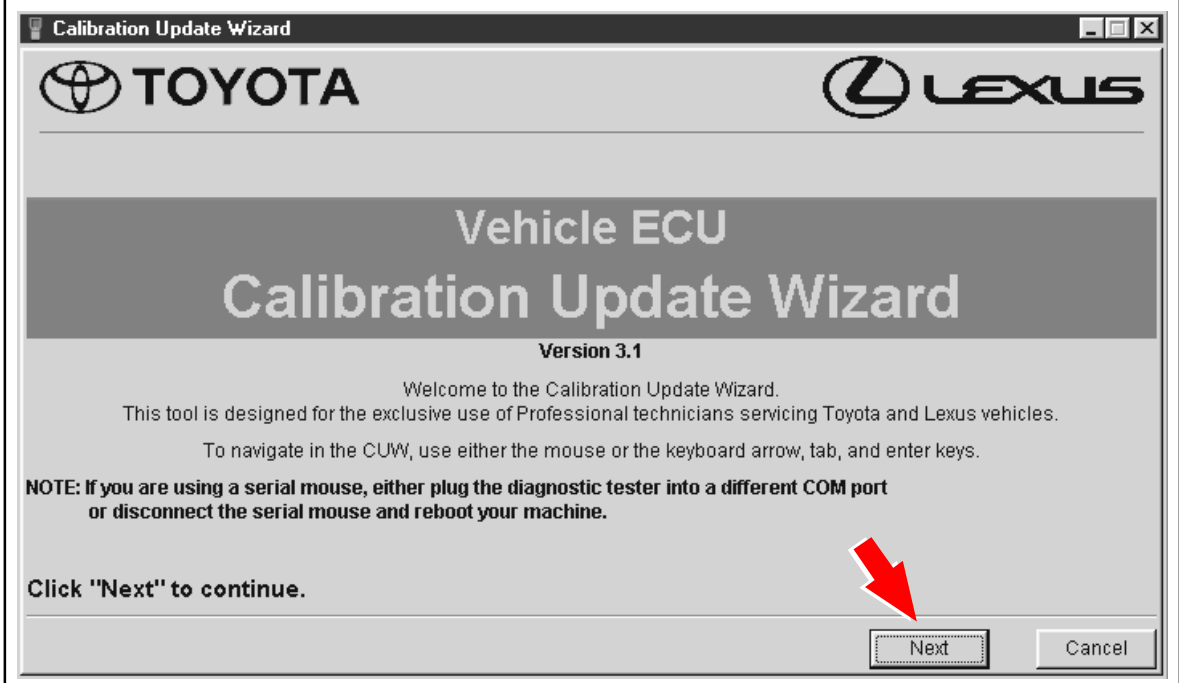 Calibration Update Wizard
TOYOTA
LEXUS
Vehicle ECU
Calibration Update Wizard
Version 3.1
Welcome to the Calibration Update Wizard.
This tool is designed for the exclusive use of Professional technicians servicing Toyota and Lexus vehicles.
To navigate in the CUW, use either the mouse or the keyboard arrow, tab, and enter keys.
NOTE: If you are using a serial mouse, either plug the diagnostic tester into a different COM port
or disconnect the serial mouse and reboot your machine.
Click "Next" to continue.
Next
Cancel